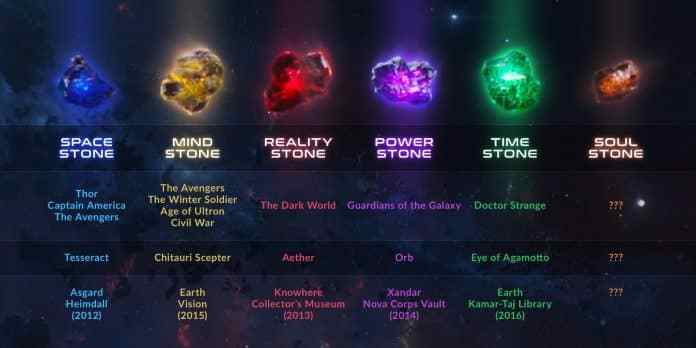 SPACE STONE
MIND STONE
REALITY STONE
POWER STONE
TIME STONE
SOUL STONE
Thor
Captain America
The Avengers
The Avengers
The Winter Soldier
Age of Ultron
Civil War
The Dark World
Guardians of the Galaxy
Doctor Strange
???
Tesseract
Chitauri Scepter
Aether
Orb
Eye of Agamotto
???
Asgard
Heimdall
(2012)
Earth
Vision
(2015)
Knowhere
Collector's Museum
(2013)
Xandar
Nova Corps Vault
(2014)
Earth
Kamar-Taj Library
(2016)
???